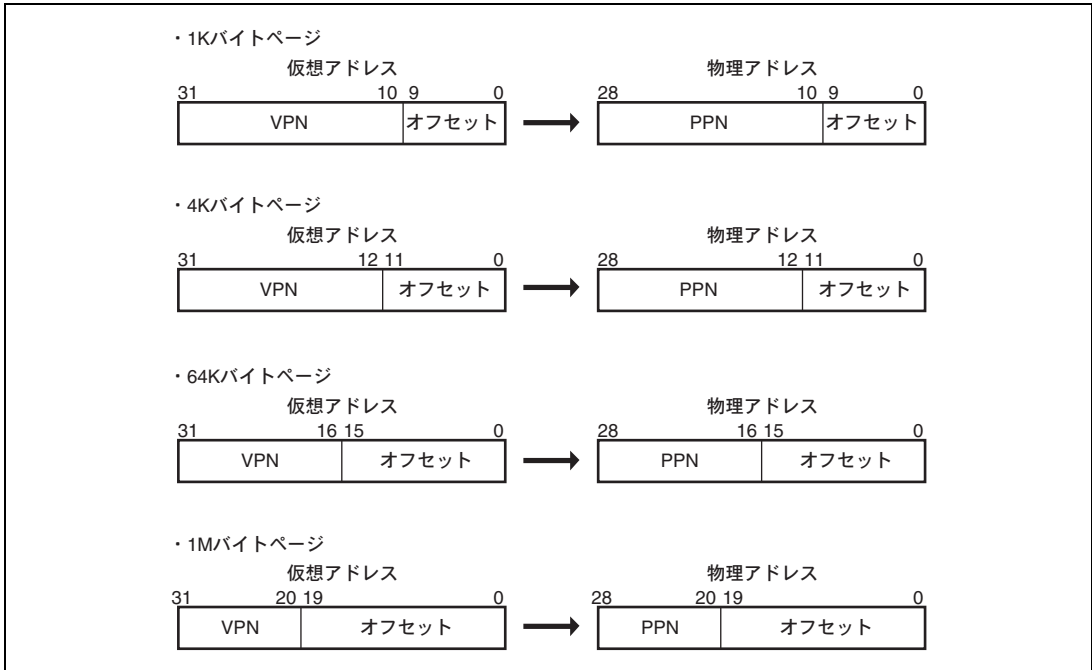 ・1Kバイトページ
仮想アドレス 物理アドレス
31 10 9 0 28 10 9 0
VPN オフセット PPN オフセット
・4Kバイトページ
仮想アドレス 物理アドレス
31 12 11 0 28 12 11 0
VPN オフセット PPN オフセット
・64Kバイトページ
仮想アドレス 物理アドレス
31 16 15 0 28 16 15 0
VPN オフセット PPN オフセット
・1Mバイトページ
仮想アドレス 物理アドレス
31 20 19 0 28 20 19 0
VPN オフセット PPN オフセット